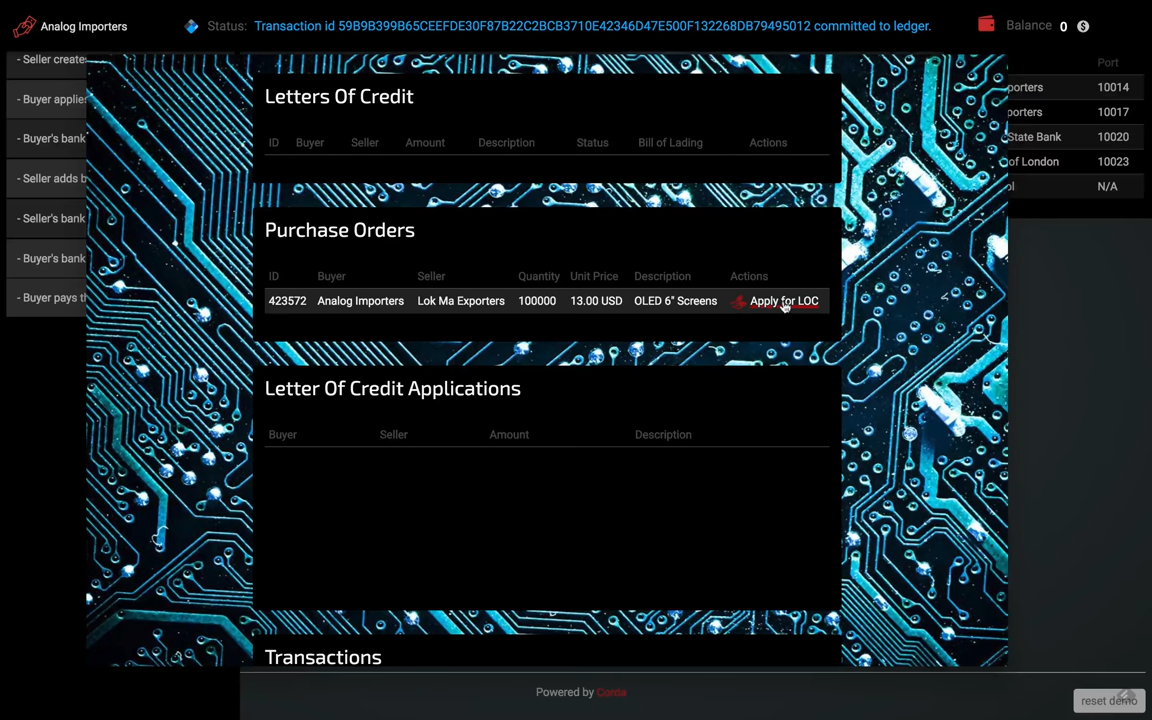 Analog Importers
Status: Transaction id 59B9B399B65CEEFDE30F87B22C2BCB3710E42346D47E500F132268DB79495012 committed to ledger.
Balance 0
- Seller create
- Buyer applie
- Buyer's bank
- Seller adds b
- Seller's bank
- Buyer's bank
- Buyer pays th
Letters Of Credit
ID Buyer Seller Amount Description Status Bill of Lading Actions
Purchase Orders
ID Buyer Seller Quantity Unit Price Description Actions
423572 Analog Importers Lok Ma Exporters 100000 13.00 USD OLED 6" Screens Apply for LOC
Letter Of Credit Applications
Buyer Seller Amount Description
Transactions
Port
porters 10014
porters 10017
State Bank 10020
of London 10023
ol N/A
Powered by Corda
reset demo